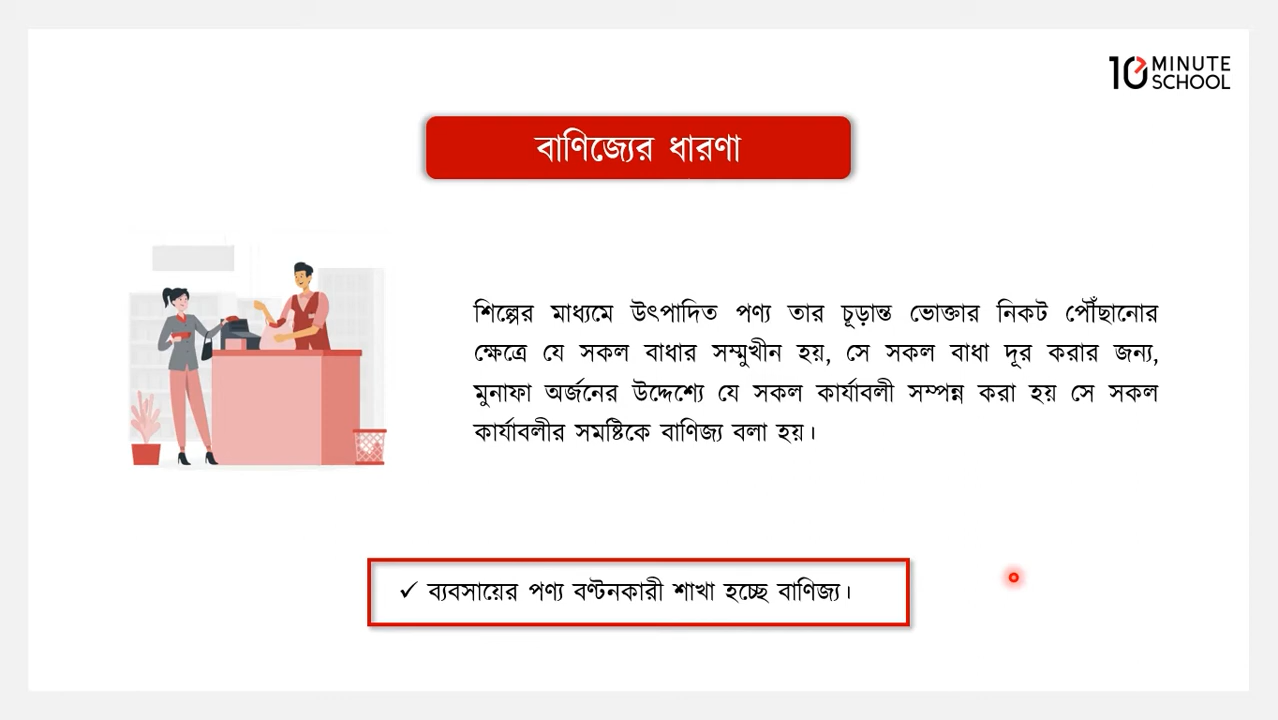 10 MINUTE
SCHOOL
বাণিজ্যের ধারণা
শিল্পের মাধ্যমে উৎপাদিত পণ্য তার চূড়ান্ত ভোক্তার নিকট পৌঁছানোর
ক্ষেত্রে যে সকল বাধার সম্মুখীন হয়, সে সকল বাধা দূর করার জন্য,
মুনাফা অর্জনের উদ্দেশ্যে যে সকল কার্যাবলী সম্পন্ন করা হয় সে সকল
কার্যাবলীর সমষ্টিকে বাণিজ্য বলা হয়।
✓ ব্যবসায়ের পণ্য বণ্টনকারী শাখা হচ্ছে বাণিজ্য।